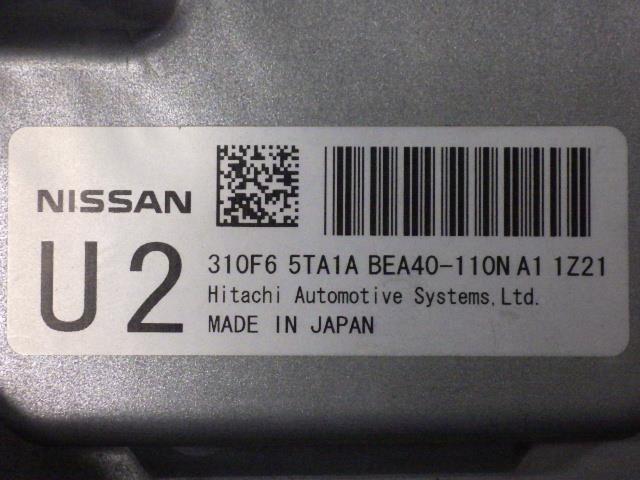 NISSAN
U2
310F6 5TA1A BEA40-110N A1 1Z21
Hitachi Automotive Systems,Ltd.
MADE IN JAPAN